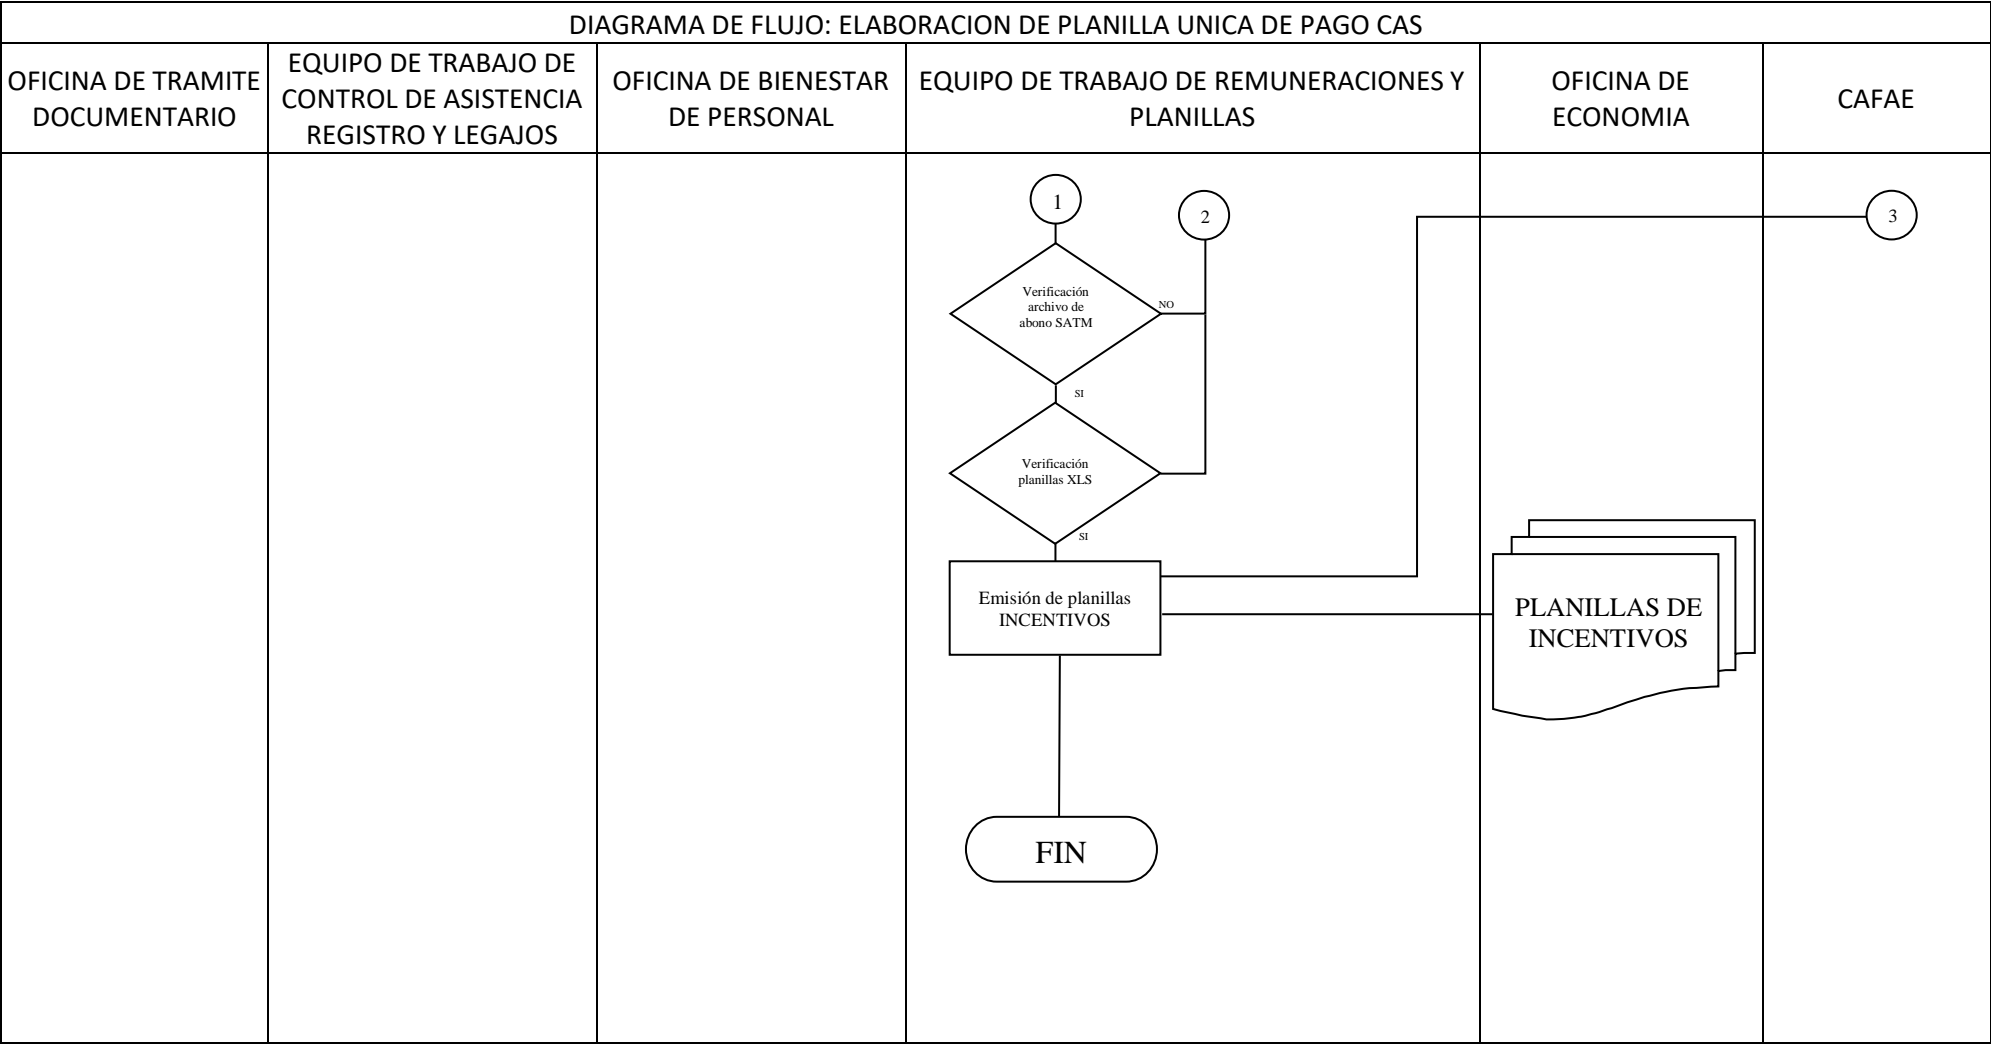 DIAGRAMA DE FLUJO: ELABORACION DE PLANILLA UNICA DE PAGO CAS
OFICINA DE TRAMITE
DOCUMENTARIO
EQUIPO DE TRABAJO DE
CONTROL DE ASISTENCIA
REGISTRO Y LEGAJOS
OFICINA DE BIENESTAR
DE PERSONAL
EQUIPO DE TRABAJO DE REMUNERACIONES Y
PLANILLAS
OFICINA DE
ECONOMIA
CAFAE
1
2
3
Verificación
archivo de
abono SATM
NO
SI
Verificación
planillas XLS
SI
Emisión de planillas
INCENTIVOS
PLANILLAS DE
INCENTIVOS
FIN